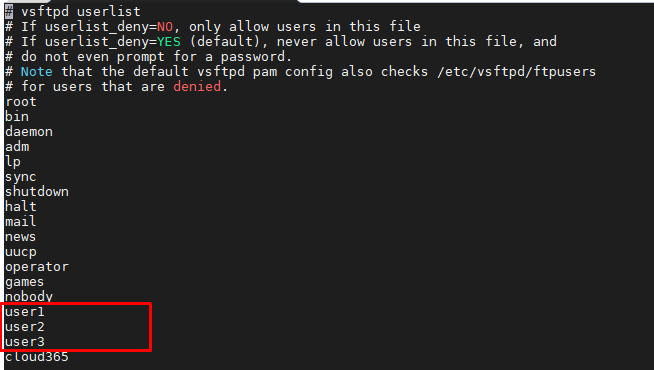 # vsftpd userlist
# If userlist_deny=NO, only allow users in this file
# If userlist_deny=YES (default), never allow users in this file, and
# do not even prompt for a password.
# Note that the default vsftpd pam config also checks /etc/vsftpd/ftpusers
# for users that are denied.
root
bin
daemon
adm
lp
sync
shutdown
halt
mail
news
uucp
operator
games
nobody
user1
user2
user3
cloud365